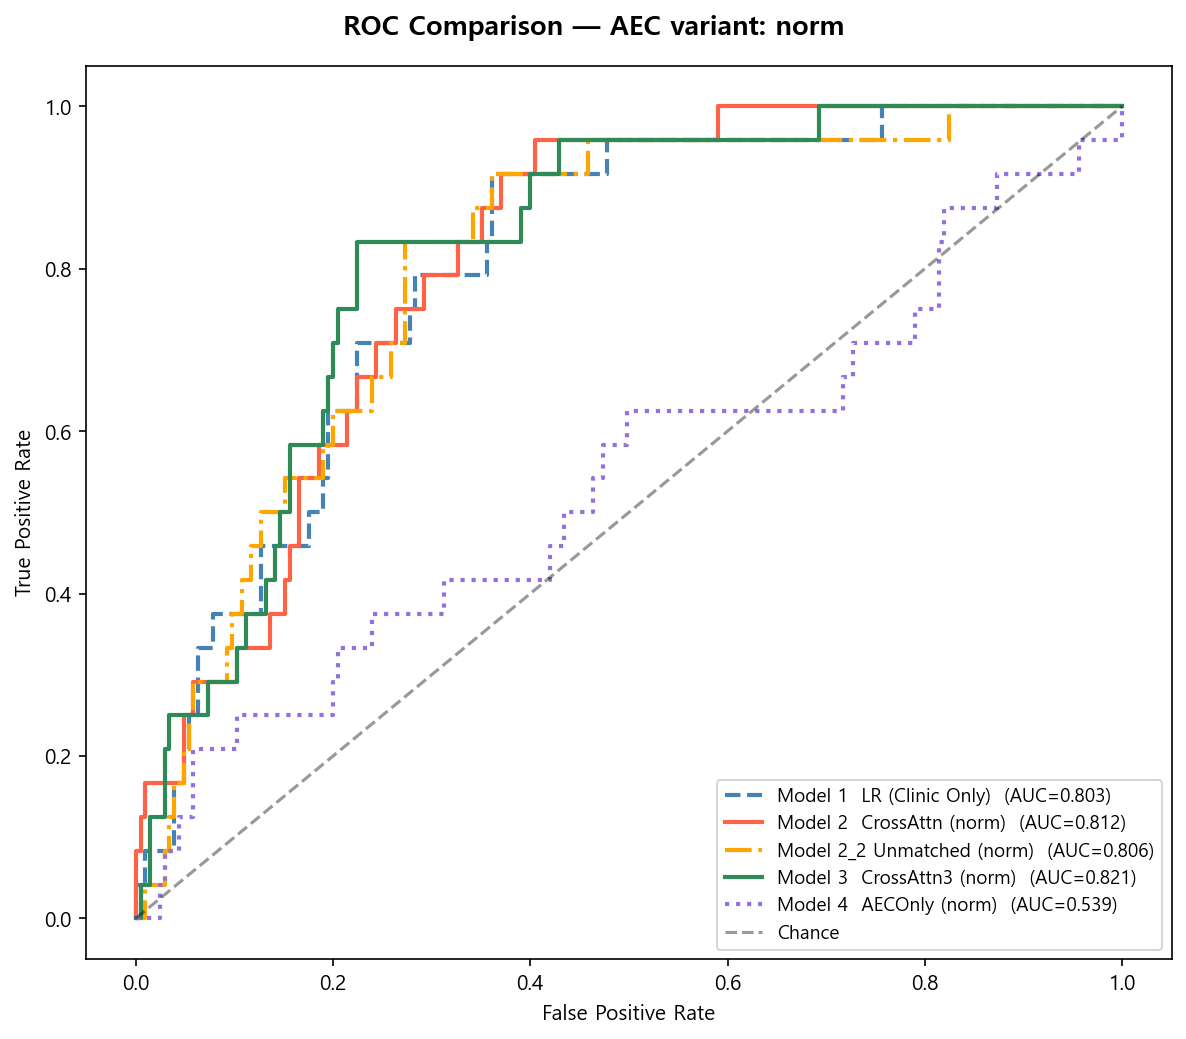 ROC Comparison — AEC variant: norm
True Positive Rate
1.0
0.8
0.6
0.4
0.2
0.0
Model 1  LR (Clinic Only)  (AUC=0.803)
Model 2  CrossAttn (norm)  (AUC=0.812)
Model 2_2 Unmatched (norm)  (AUC=0.806)
Model 3  CrossAttn3 (norm)  (AUC=0.821)
Model 4  AECOnly (norm)  (AUC=0.539)
Chance
0.0 0.2 0.4 0.6 0.8 1.0
False Positive Rate